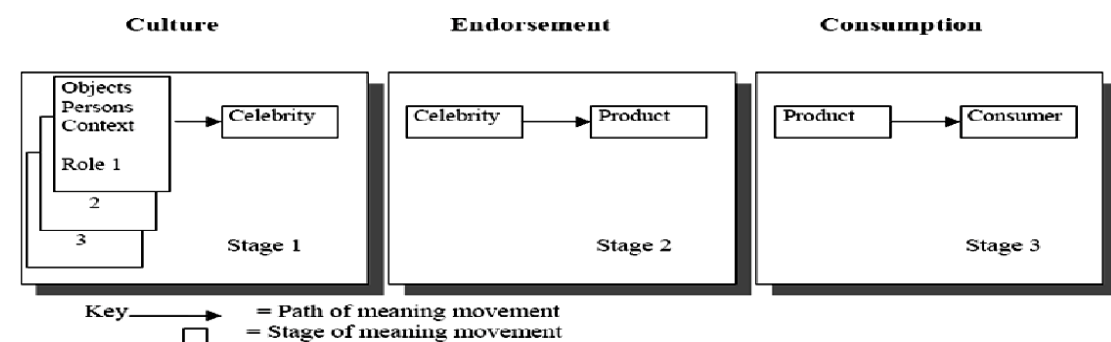 Culture
Endorsement
Consumption
Objects
Persons
Context
Role 1
2
3
Celebrity
Stage 1
Celebrity
Product
Stage 2
Product
Consumer
Stage 3
Key = Path of meaning movement
= Stage of meaning movement